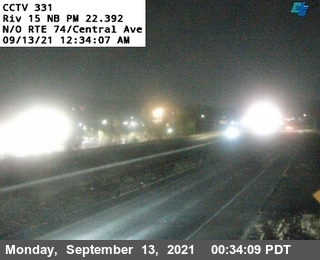 CCTV 331
Riv 15 NB PM 22.392
N/O RTE 74/Central Ave
09/13/21 12:34:07 AM
Monday, September 13, 2021 00:34:09 PDT